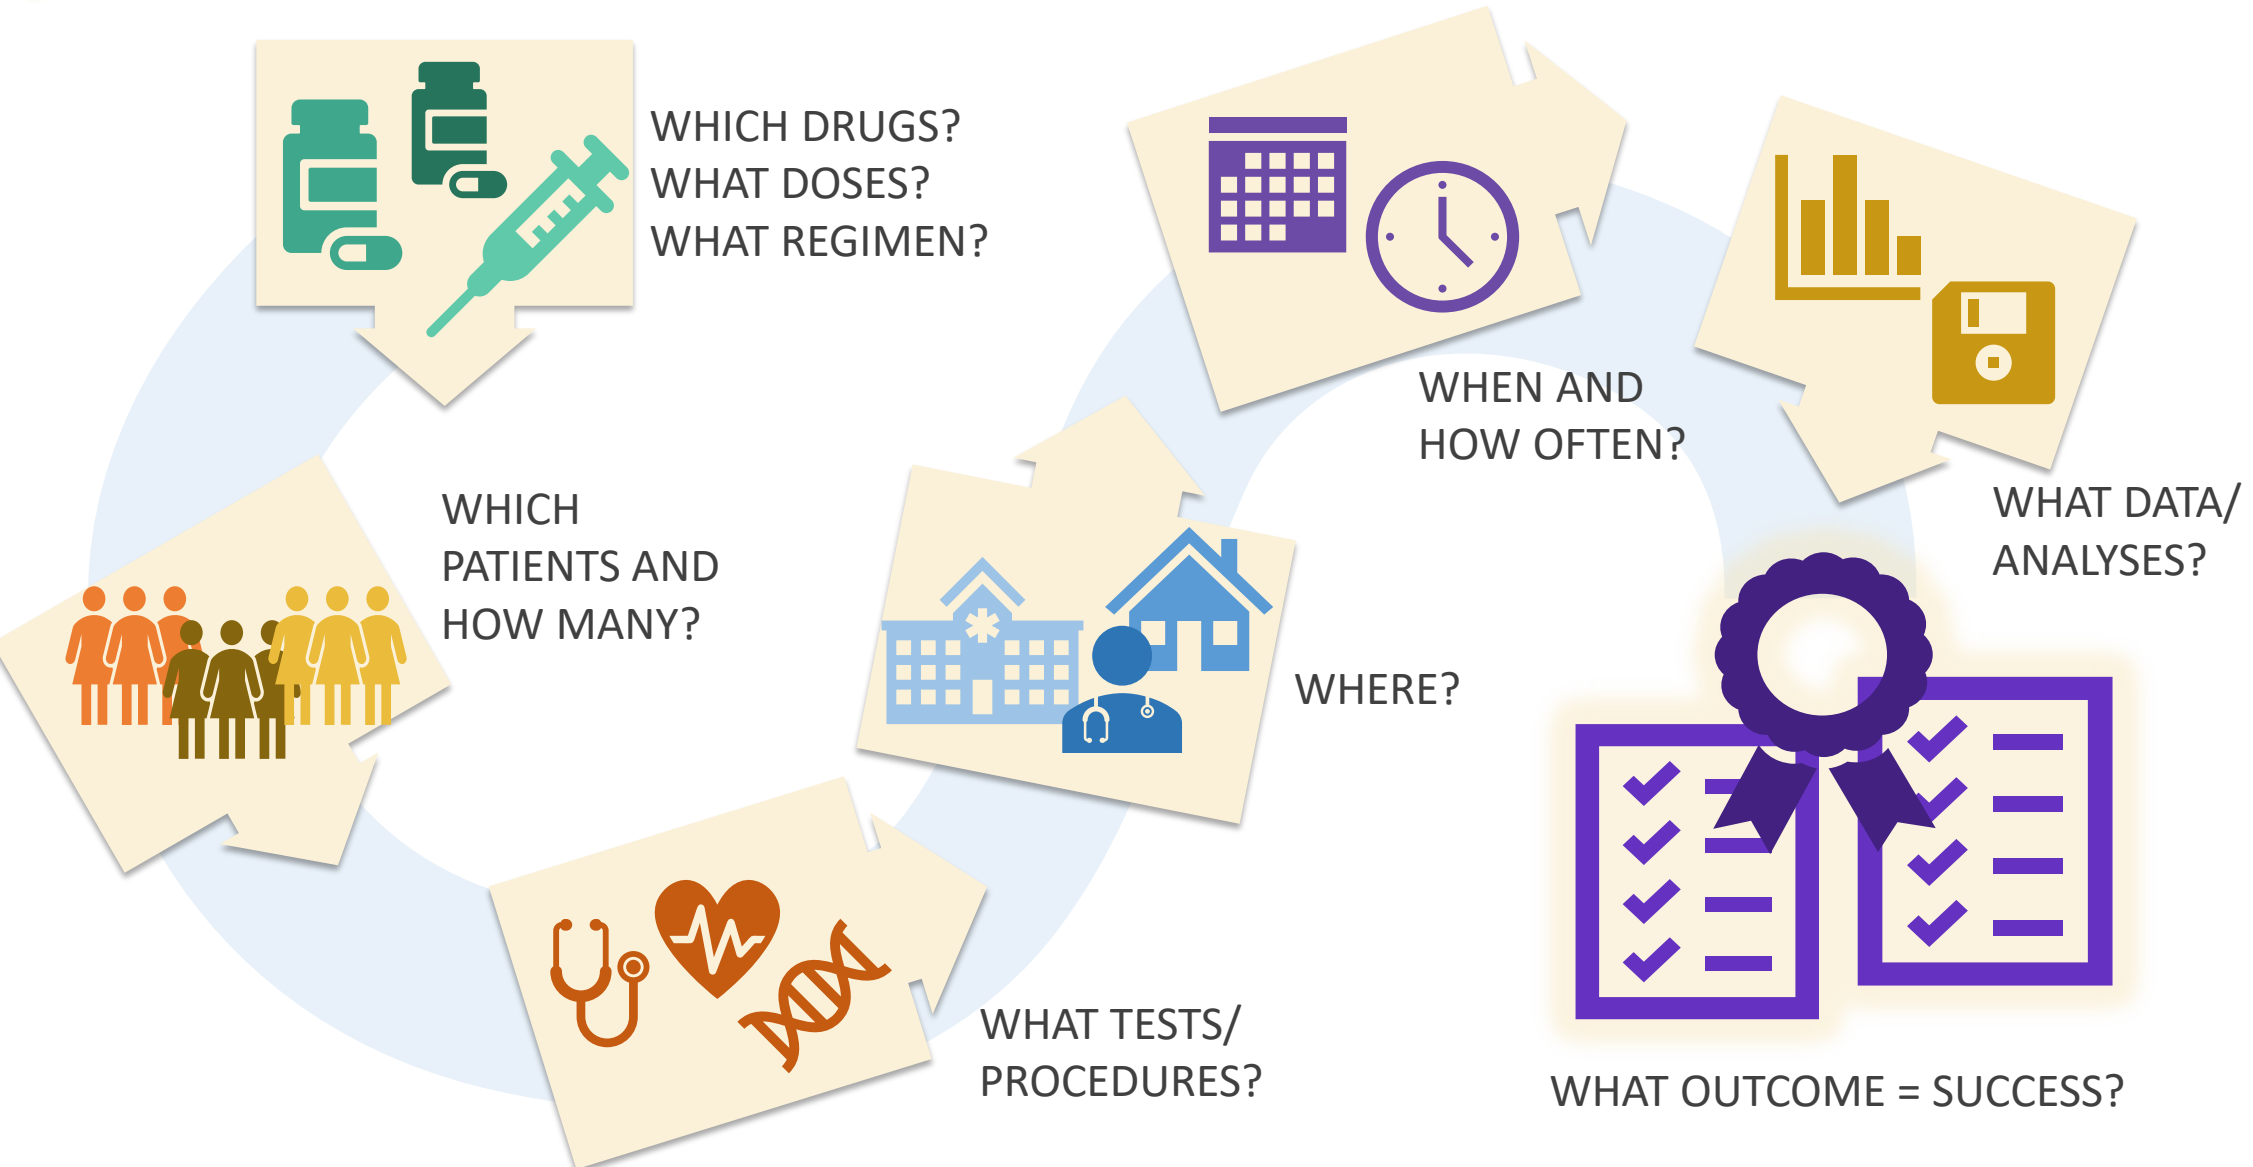 WHICH DRUGS?
WHAT DOSES?
WHAT REGIMEN?
WHICH
PATIENTS AND
HOW MANY?
WHAT TESTS/
PROCEDURES?
WHERE?
WHEN AND
HOW OFTEN?
WHAT DATA/
ANALYSES?
WHAT OUTCOME = SUCCESS?